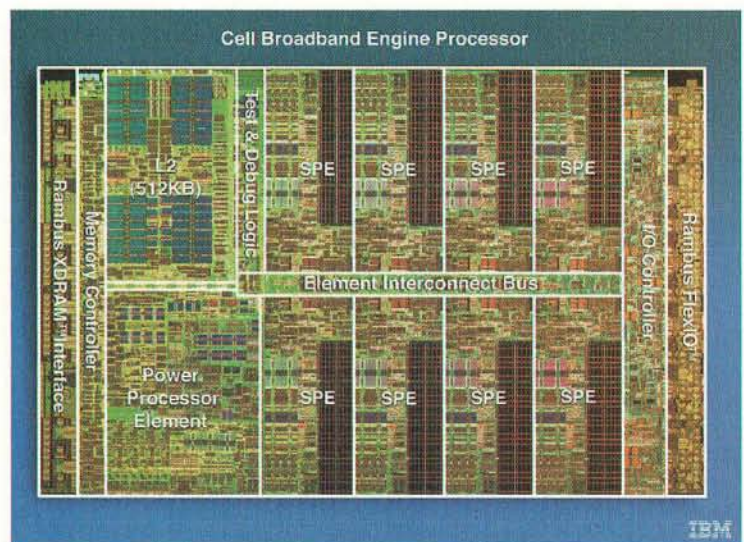 Cell Broadband Engine Processor
Rambus XDRAM™ Interface
Memory Controller
L2
(512KB)
Test & Debug Logic
SPE
SPE
SPE
SPE
I/O Controller
Rambus FlexIO™
Element Interconnect Bus
Power
Processor
Element
SPE
SPE
SPE
SPE
IBM